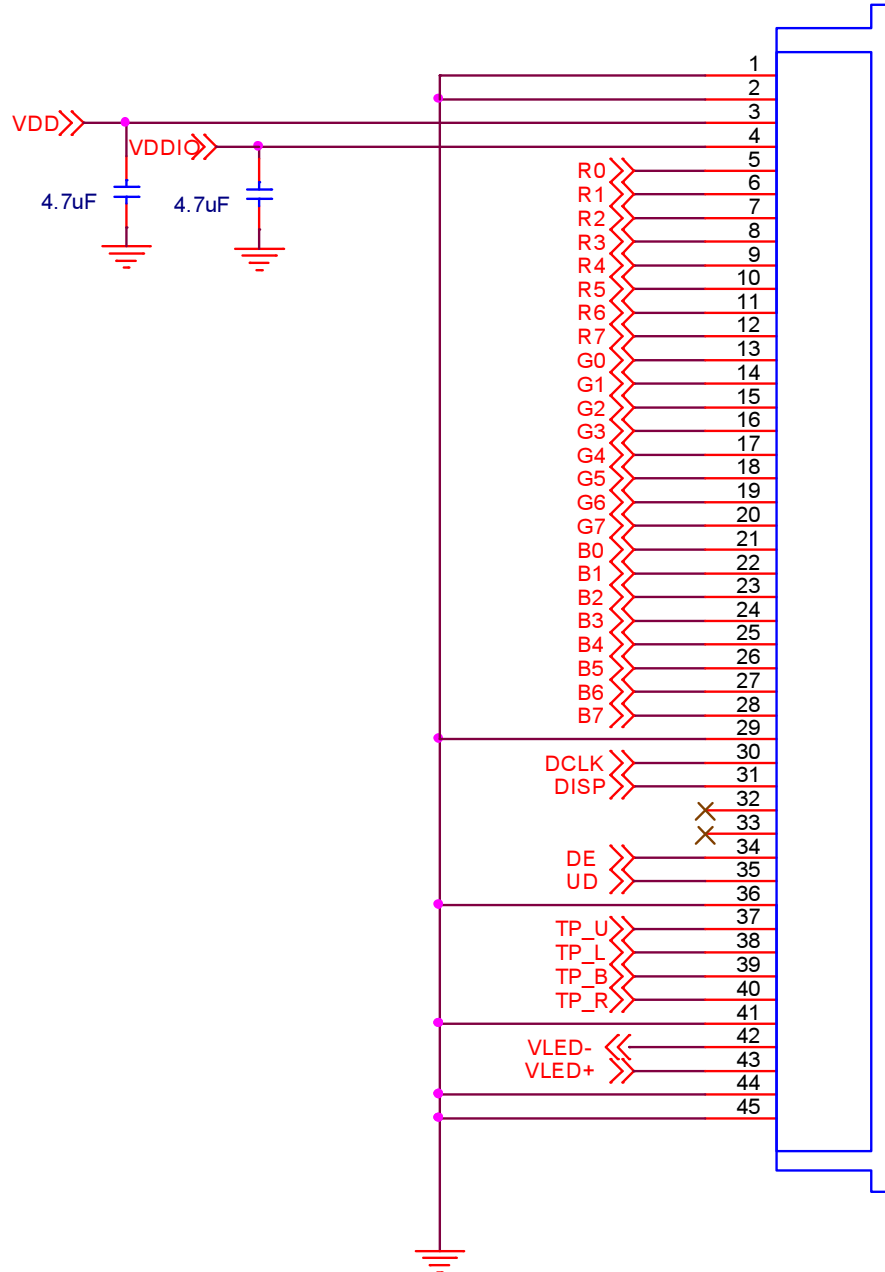 1
2
VDD 3
VDDIO 4
R0 5
R1 6
R2 7
4.7uF 4.7uF
R3 8
R4 9
R5 10
R6 11
R7 12
G0 13
G1 14
G2 15
G3 16
G4 17
G5 18
G6 19
G7 20
B0 21
B1 22
B2 23
B3 24
B4 25
B5 26
B6 27
B7 28
29
DCLK 30
DISP 31
32
33
DE 34
UD 35
36
TP_U 37
TP_L 38
TP_B 39
TP_R 40
41
VLED- 42
VLED+ 43
44
45